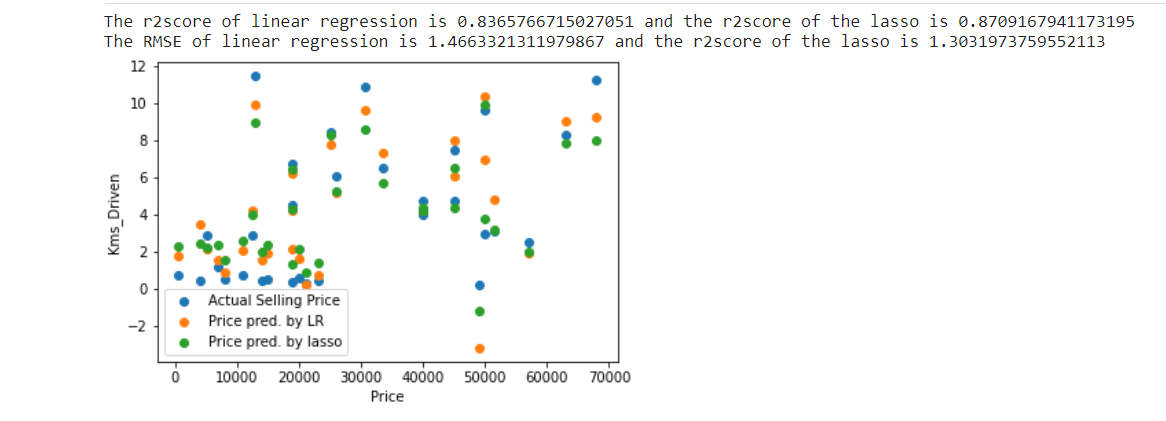 The r2score of linear regression is 0.8365766715027051 and the r2score of the lasso is 0.8709167941173195
The RMSE of linear regression is 1.4663321311979867 and the r2score of the lasso is 1.3031973759552113
12
10
8
6
4
2
0
−2
Kms_Driven
Actual Selling Price
Price pred. by LR
Price pred. by lasso
0 10000 20000 30000 40000 50000 60000 70000
Price